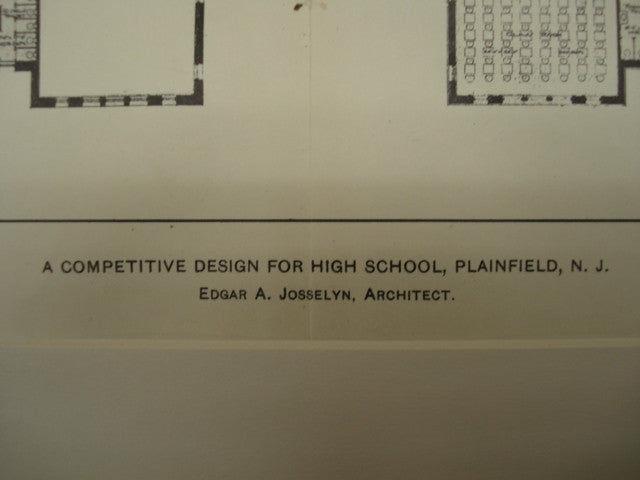 A COMPETITIVE DESIGN FOR HIGH SCHOOL, PLAINFIELD, N. J.
EDGAR A. JOSSELYN, ARCHITECT.